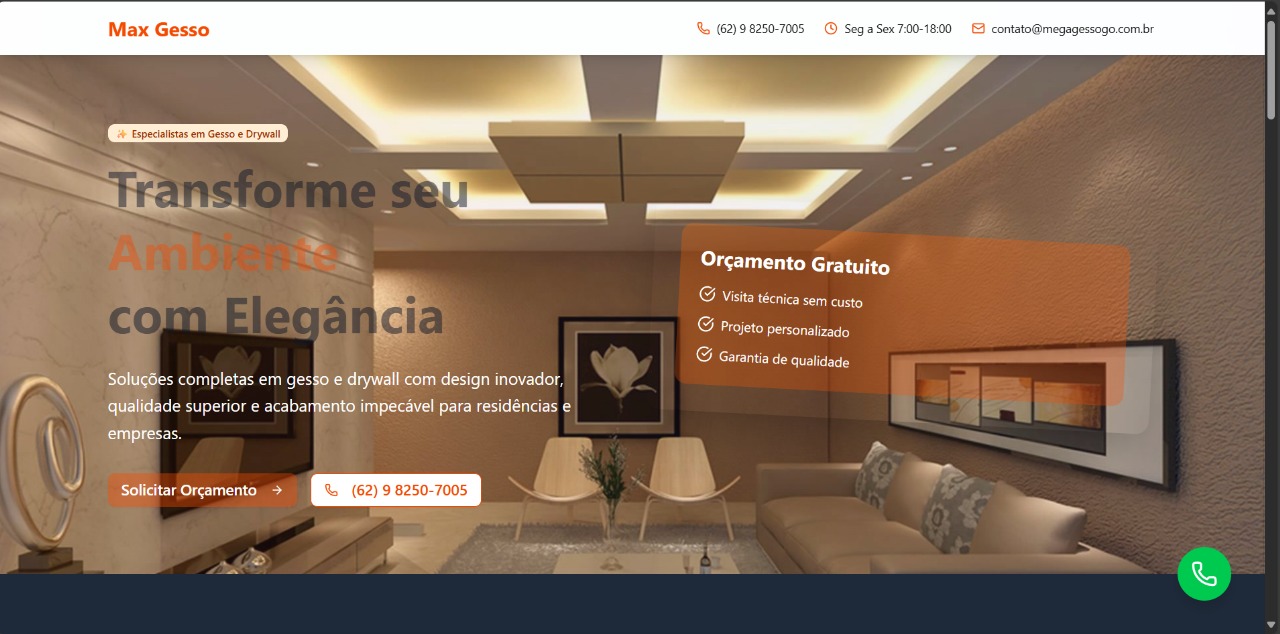 Max Gesso
(62) 9 8250-7005
Seg a Sex 7:00-18:00
contato@megagessogo.com.br
✨ Especialistas em Gesso e Drywall
Transforme seu
Ambiente
com Elegância
Soluções completas em gesso e drywall com design inovador,
qualidade superior e acabamento impecável para residências e
empresas.
Solicitar Orçamento →
(62) 9 8250-7005
Orçamento Gratuito
Visita técnica sem custo
Projeto personalizado
Garantia de qualidade